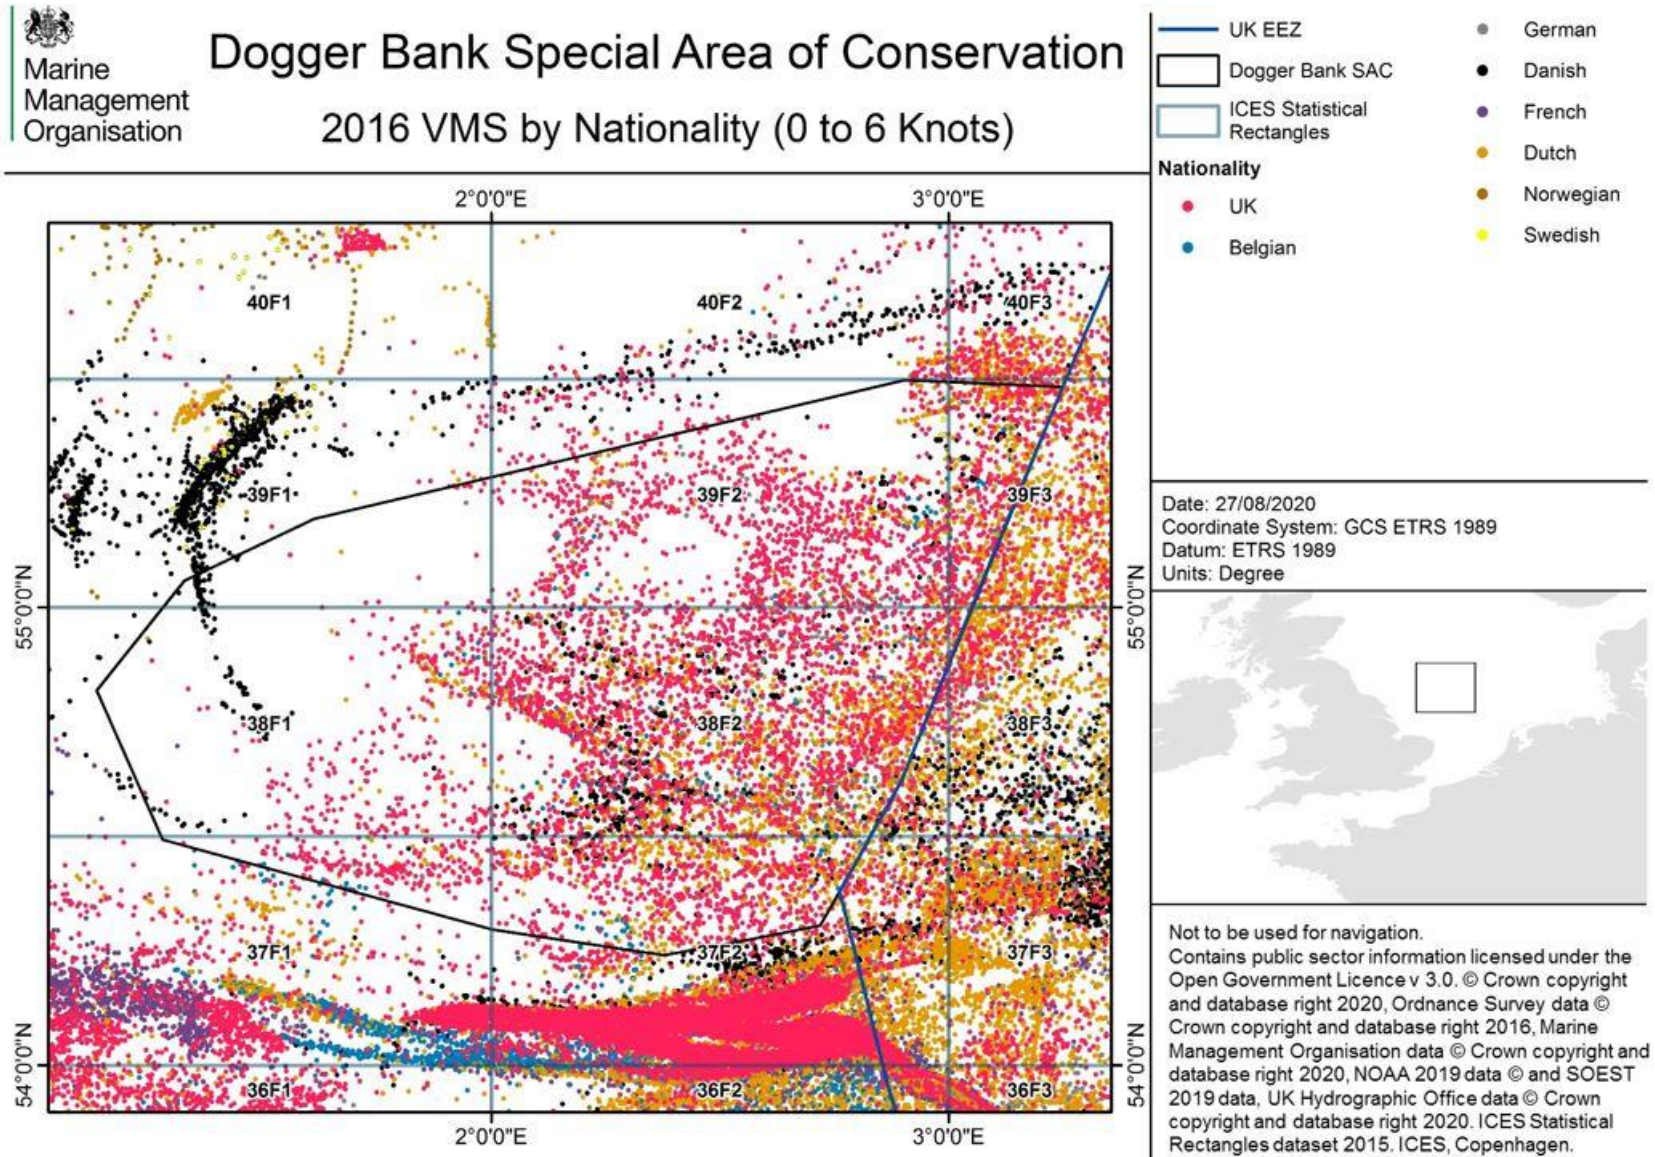 Marine
Management
Organisation
Dogger Bank Special Area of Conservation
2016 VMS by Nationality (0 to 6 Knots)
UK EEZ
Dogger Bank SAC
ICES Statistical
Rectangles
Nationality
UK
Belgian
German
Danish
French
Dutch
Norwegian
Swedish
2°0'0"E
3°0'0"E
40F1
40F2
40F3
39F1
39F2
39F3
55°0'0"N
55°0'0"N
38F1
38F2
38F3
37F1
37F2
37F3
54°0'0"N
54°0'0"N
36F1
36F2
36F3
2°0'0"E
3°0'0"E
Date: 27/08/2020
Coordinate System: GCS ETRS 1989
Datum: ETRS 1989
Units: Degree
Not to be used for navigation.
Contains public sector information licensed under the
Open Government Licence v 3.0. © Crown copyright
and database right 2020, Ordnance Survey data ©
Crown copyright and database right 2016, Marine
Management Organisation data © Crown copyright and
database right 2020, NOAA 2019 data © and SOEST
2019 data, UK Hydrographic Office data © Crown
copyright and database right 2020. ICES Statistical
Rectangles dataset 2015. ICES, Copenhagen.